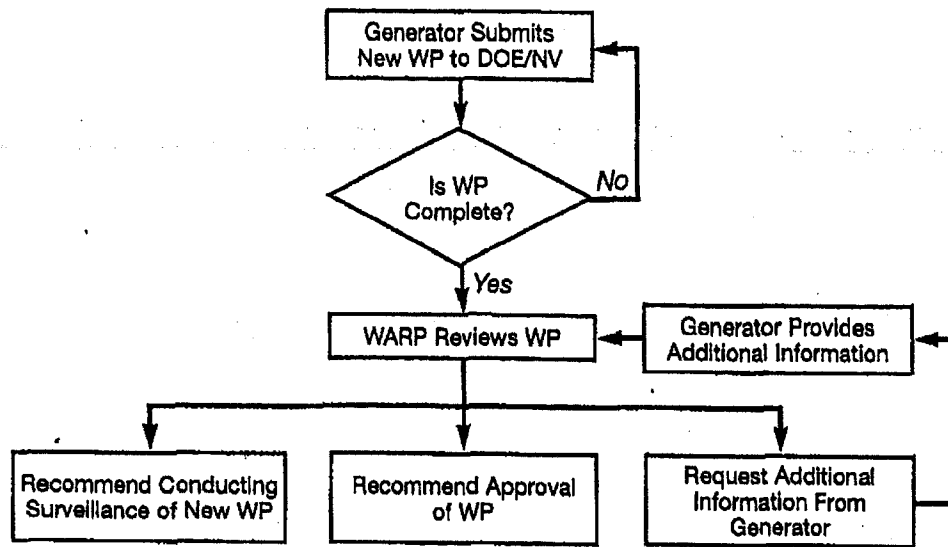 Generator Submits
New WP to DOE/NV
Is WP
Complete?
No
Yes
WARP Reviews WP
Generator Provides
Additional Information
Recommend Conducting
Surveillance of New WP
Recommend Approval
of WP
Request Additional
Information From
Generator